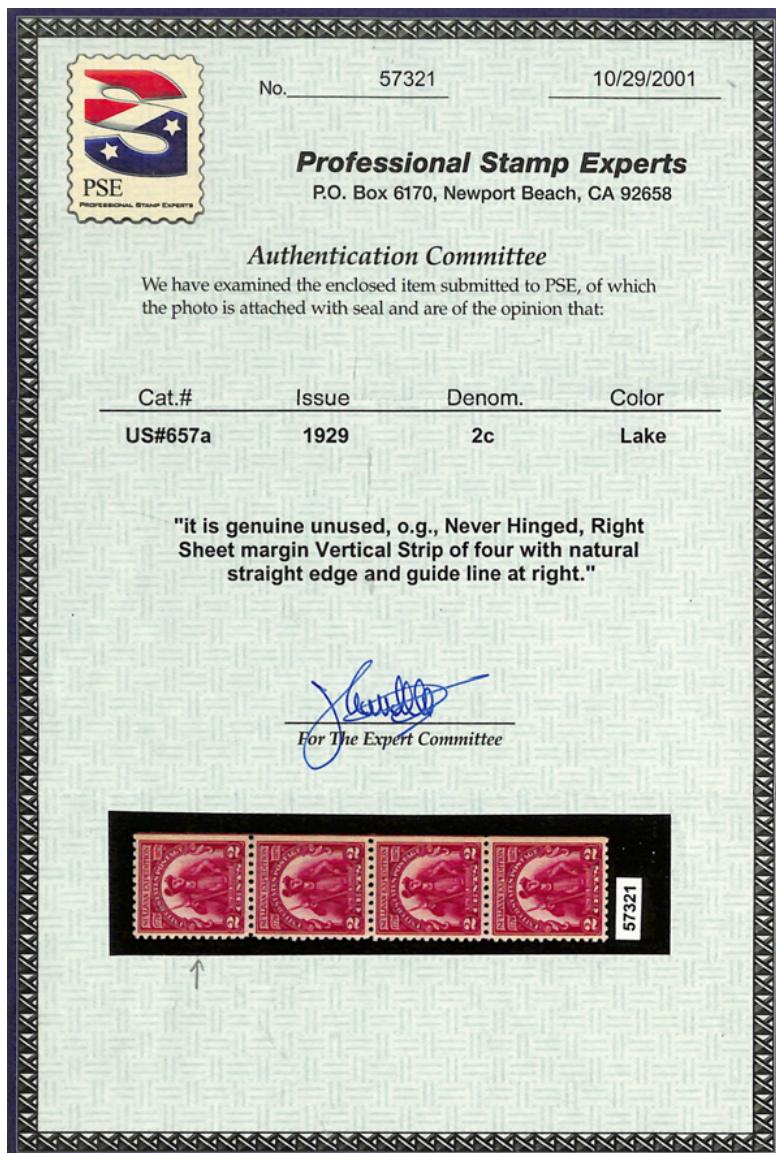 No. 57321 10/29/2001
PSE
PROFESSIONAL STAMP EXPERTS
Professional Stamp Experts
P.O. Box 6170, Newport Beach, CA 92658
Authentication Committee
We have examined the enclosed item submitted to PSE, of which
the photo is attached with seal and are of the opinion that:
Cat.# Issue Denom. Color
US#657a 1929 2c Lake
"it is genuine unused, o.g., Never Hinged, Right
Sheet margin Vertical Strip of four with natural
straight edge and guide line at right."
For The Expert Committee
57321